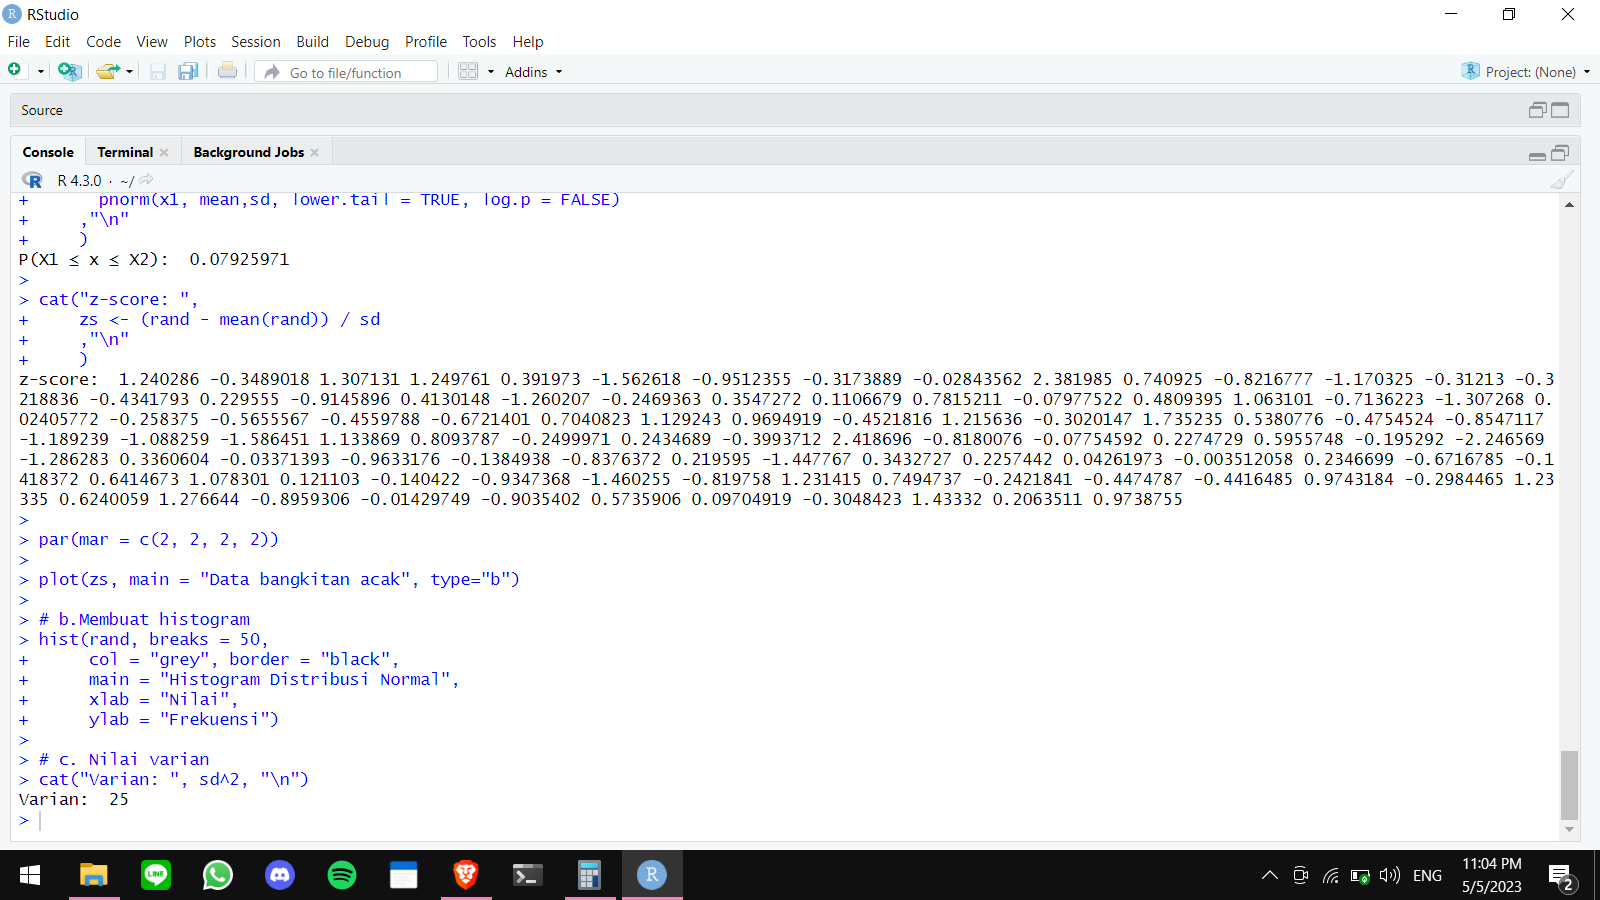 RStudio
File Edit Code View Plots Session Build Debug Profile Tools Help
Go to file/function Addins Project: (None)
Source
Console Terminal Background Jobs
R 4.3.0 · ~/
+ pnorm(x1, mean,sd, lower.tail = TRUE, log.p = FALSE)
+ ,"\n"
+ )
P(X1 ≤ x ≤ X2): 0.07925971
>
> cat("z-score: ",
+ zs <- (rand - mean(rand)) / sd
+ ,"\n"
+ )
z-score: 1.240286 -0.3489018 1.307131 1.249761 0.391973 -1.562618 -0.9512355 -0.3173889 -0.02843562 2.381985 0.740925 -0.8216777 -1.170325 -0.31213 -0.3
218836 -0.4341793 0.229555 -0.9145896 0.4130148 -1.260207 -0.2469363 0.3547272 0.1106679 0.7815211 -0.07977522 0.4809395 1.063101 -0.7136223 -1.307268 0.
02405772 -0.258375 -0.5655567 -0.4559788 -0.6721401 0.7040823 1.129243 0.9694919 -0.4521816 1.215636 -0.3020147 1.735235 0.5380776 -0.4754524 -0.8547117
-1.189239 -1.088259 -1.586451 1.133869 0.8093787 -0.2499971 0.2434689 -0.3993712 2.418696 -0.8180076 -0.07754592 0.2274729 0.5955748 -0.195292 -2.246569
-1.286283 0.3360604 -0.03371393 -0.9633176 -0.1384938 -0.8376372 0.219595 -1.447767 0.3432727 0.2257442 0.04261973 -0.003512058 0.2346699 -0.6716785 -0.1
418372 0.6414673 1.078301 0.121103 -0.140422 -0.9347368 -1.460255 -0.819758 1.231415 0.7494737 -0.2421841 -0.4474787 -0.4416485 0.9743184 -0.2984465 1.23
335 0.6240059 1.276644 -0.8959306 -0.01429749 -0.9035402 0.5735906 0.09704919 -0.3048423 1.43332 0.2063511 0.9738755
>
> par(mar = c(2, 2, 2, 2))
>
> plot(zs, main = "Data bangkitan acak", type="b")
>
> # b.Membuat histogram
> hist(rand, breaks = 50,
+ col = "grey", border = "black",
+ main = "Histogram Distribusi Normal",
+ xlab = "Nilai",
+ ylab = "Frekuensi")
>
> # c. Nilai varian
> cat("Varian: ", sd^2, "\n")
Varian: 25
>
LINE
R
ENG
11:04 PM
5/5/2023
2